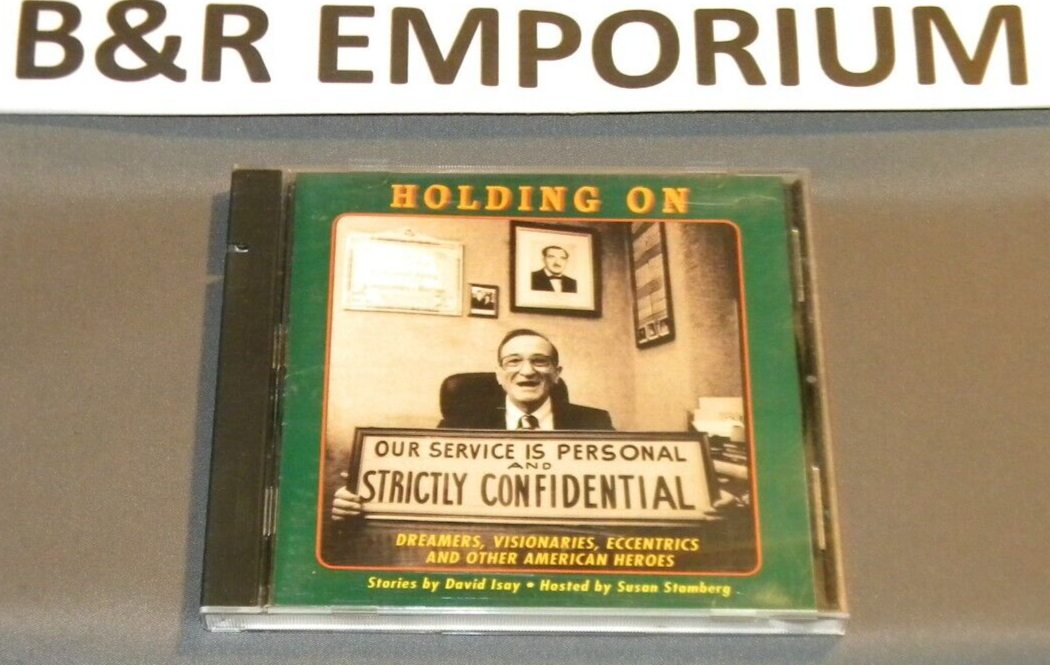 B&R EMPORIUM
HOLDING ON
OUR SERVICE IS PERSONAL
AND
STRICTLY CONFIDENTIAL
DREAMERS, VISIONARIES, ECCENTRICS
AND OTHER AMERICAN HEROES
Stories by David Isay • Hosted by Susan Stamberg